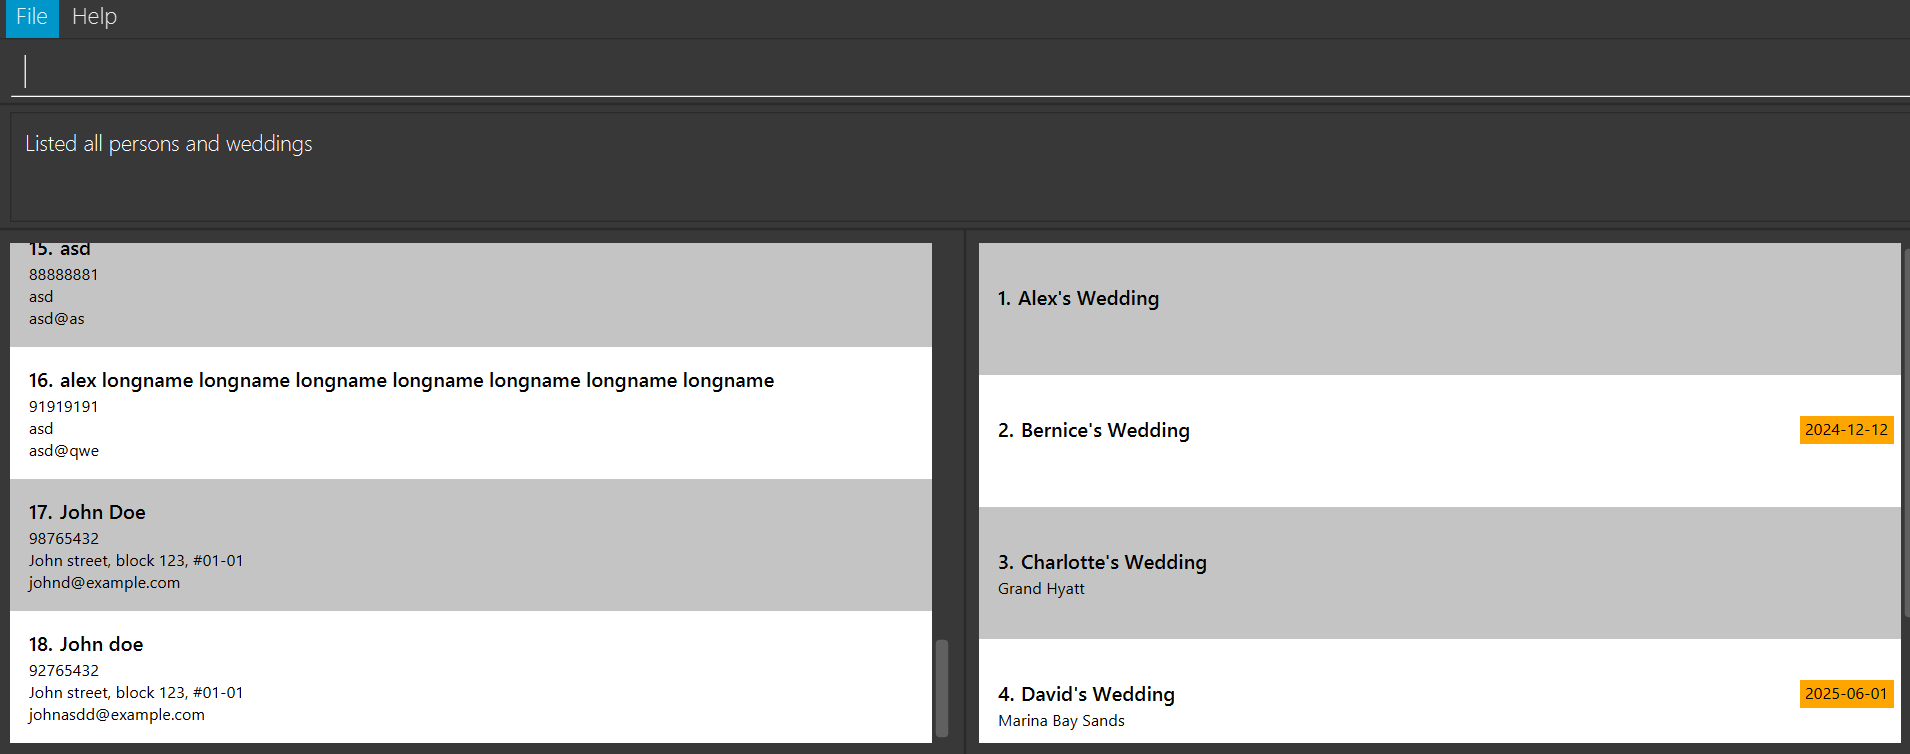 File Help
Listed all persons and weddings
15. asd
88888881
asd
asd@as
16. alex longname longname longname longname longname longname longname
91919191
asd
asd@qwe
17. John Doe
98765432
John street, block 123, #01-01
johnd@example.com
18. John doe
92765432
John street, block 123, #01-01
johnasdd@example.com
1. Alex's Wedding
2. Bernice's Wedding
2024-12-12
3. Charlotte's Wedding
Grand Hyatt
4. David's Wedding
2025-06-01
Marina Bay Sands